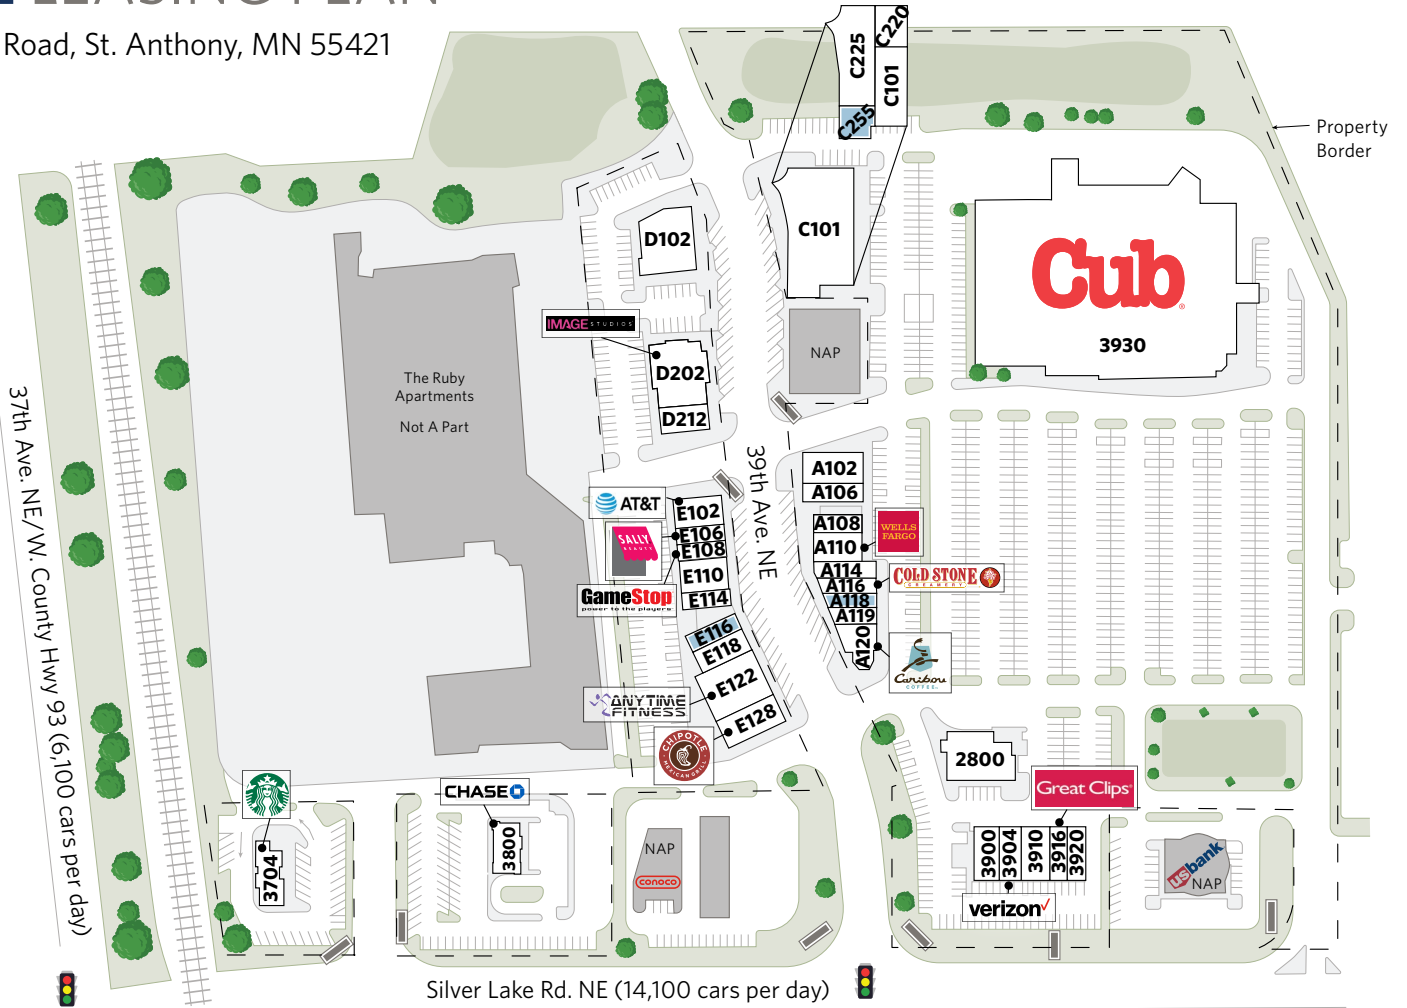 LEASING PLAN
Road, St. Anthony, MN 55421
C225
C220
C101
C255
Property
Border
D102
C101
Cub
3930
IMAGE STUDIOS
NAP
The Ruby
Apartments
Not A Part
D202
D212
37th Ave. NE/W. County Hwy 93 (6,100 cars per day)
39th Ave. NE
A102
A106
AT&T
E102
A108
WELLS
FARGO
SALLY
BEAUTY
E106
E108
A110
E110
A114
COLD STONE
CREAMERY
A116
GameStop
power to the players
E114
A118
A119
E116
E118
A120
Caribou
COFFEE
E122
ANYTIME
FITNESS
E128
CHIPOTLE
MEXICAN GRILL
2800
CHASE
Great Clips
3704
3800
NAP
conoco
3900
3904
3910
3916
3920
usbank
NAP
verizon
Silver Lake Rd. NE (14,100 cars per day)